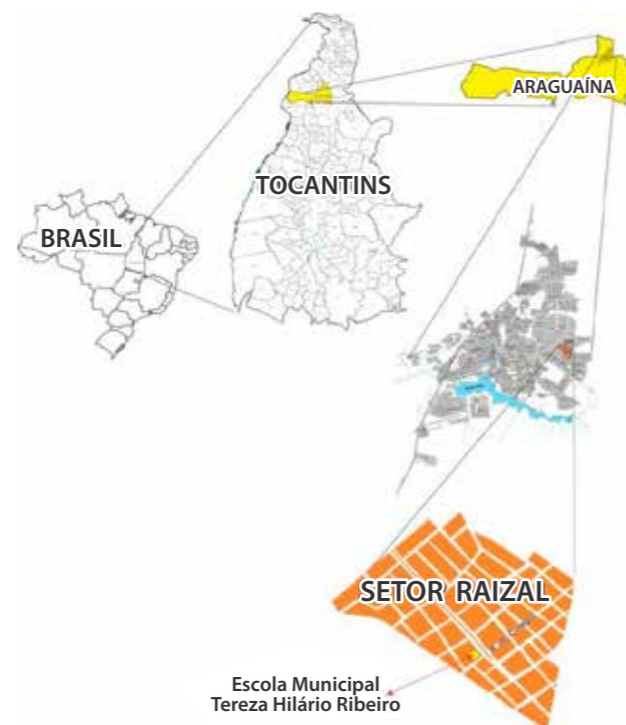 ARAGUAÍNA
TOCANTINS
BRASIL
SETOR RAIZAL
Escola Municipal
Tereza Hilário Ribeiro